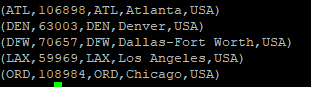 (ATL,106898,ATL,Atlanta,USA)
(DEN,63003,DEN,Denver,USA)
(DFW,70657,DFW,Dallas-Fort Worth,USA)
(LAX,59969,LAX,Los Angeles,USA)
(ORD,108984,ORD,Chicago,USA)